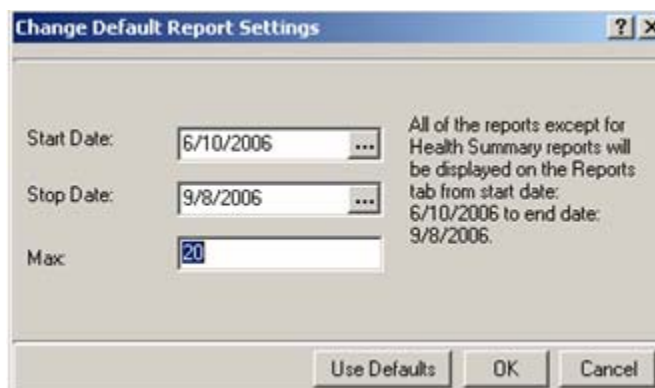 Change Default Report Settings
? X
Start Date:
6/10/2006
...
Stop Date:
9/8/2006
...
Max:
20
All of the reports except for
Health Summary reports will
be displayed on the Reports
tab from start date:
6/10/2006 to end date:
9/8/2006.
Use Defaults
OK
Cancel